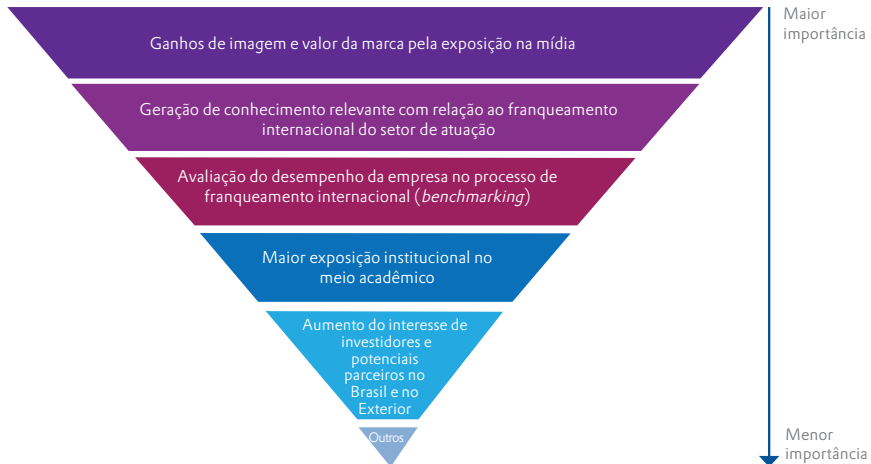 Maior
importância
Ganhos de imagem e valor da marca pela exposição na mídia
Geração de conhecimento relevante com relação ao franqueamento
internacional do setor de atuação
Avaliação do desempenho da empresa no processo de
franqueamento internacional (benchmarking)
Maior exposição institucional no
meio acadêmico
Aumento do interesse de
investidores e
potenciais
parceiros no
Brasil e no
Exterior
Outros
Menor
importância